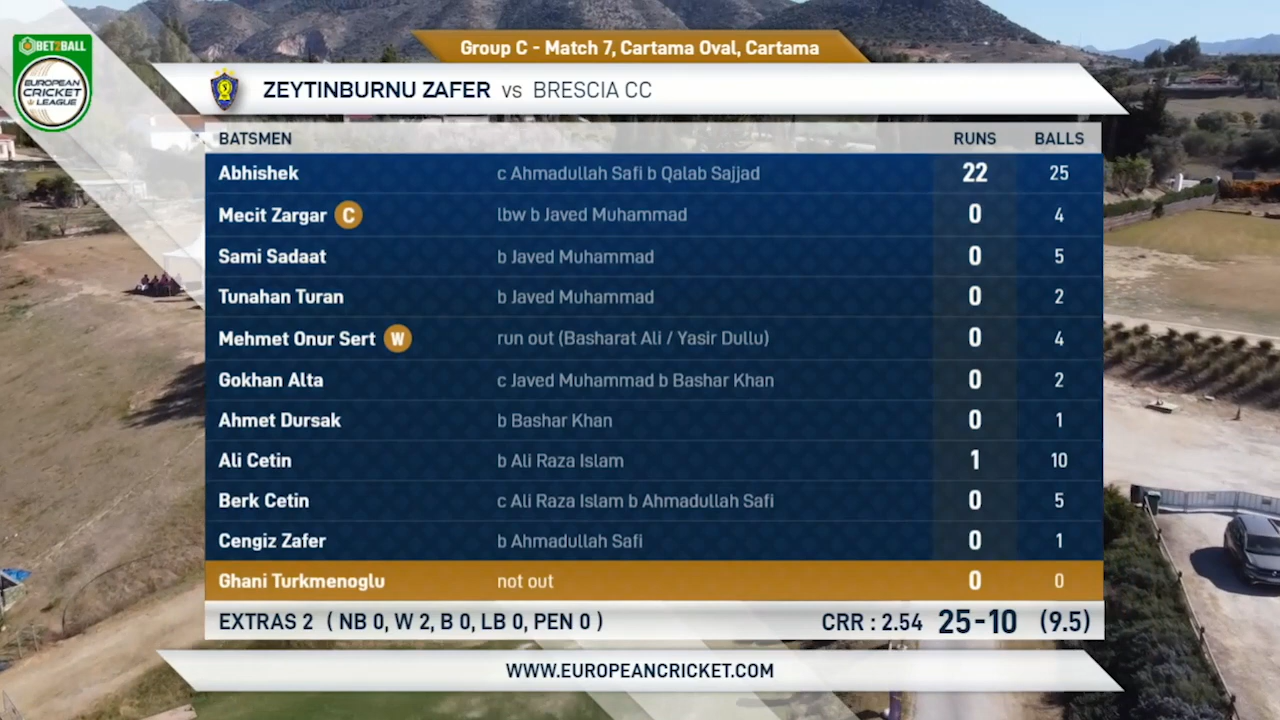 BET2BALL
EUROPEAN
CRICKET
LEAGUE
Group C - Match 7, Cartama Oval, Cartama
ZEYTINBURNU ZAFER vs BRESCIA CC
BATSMEN RUNS BALLS
Abhishek c Ahmadullah Safi b Qalab Sajjad 22 25
Mecit Zargar C lbw b Javed Muhammad 0 4
Sami Sadaat b Javed Muhammad 0 5
Tunahan Turan b Javed Muhammad 0 2
Mehmet Onur Sert W run out (Basharat Ali / Yasir Dullu) 0 4
Gokhan Alta c Javed Muhammad b Bashar Khan 0 2
Ahmet Dursak b Bashar Khan 0 1
Ali Cetin b Ali Raza Islam 1 10
Berk Cetin c Ali Raza Islam b Ahmadullah Safi 0 5
Cengiz Zafer b Ahmadullah Safi 0 1
Ghani Turkmenoglu not out 0 0
EXTRAS 2 ( NB 0, W 2, B 0, LB 0, PEN 0 ) CRR : 2.54 25-10 (9.5)
WWW.EUROPEANCRICKET.COM